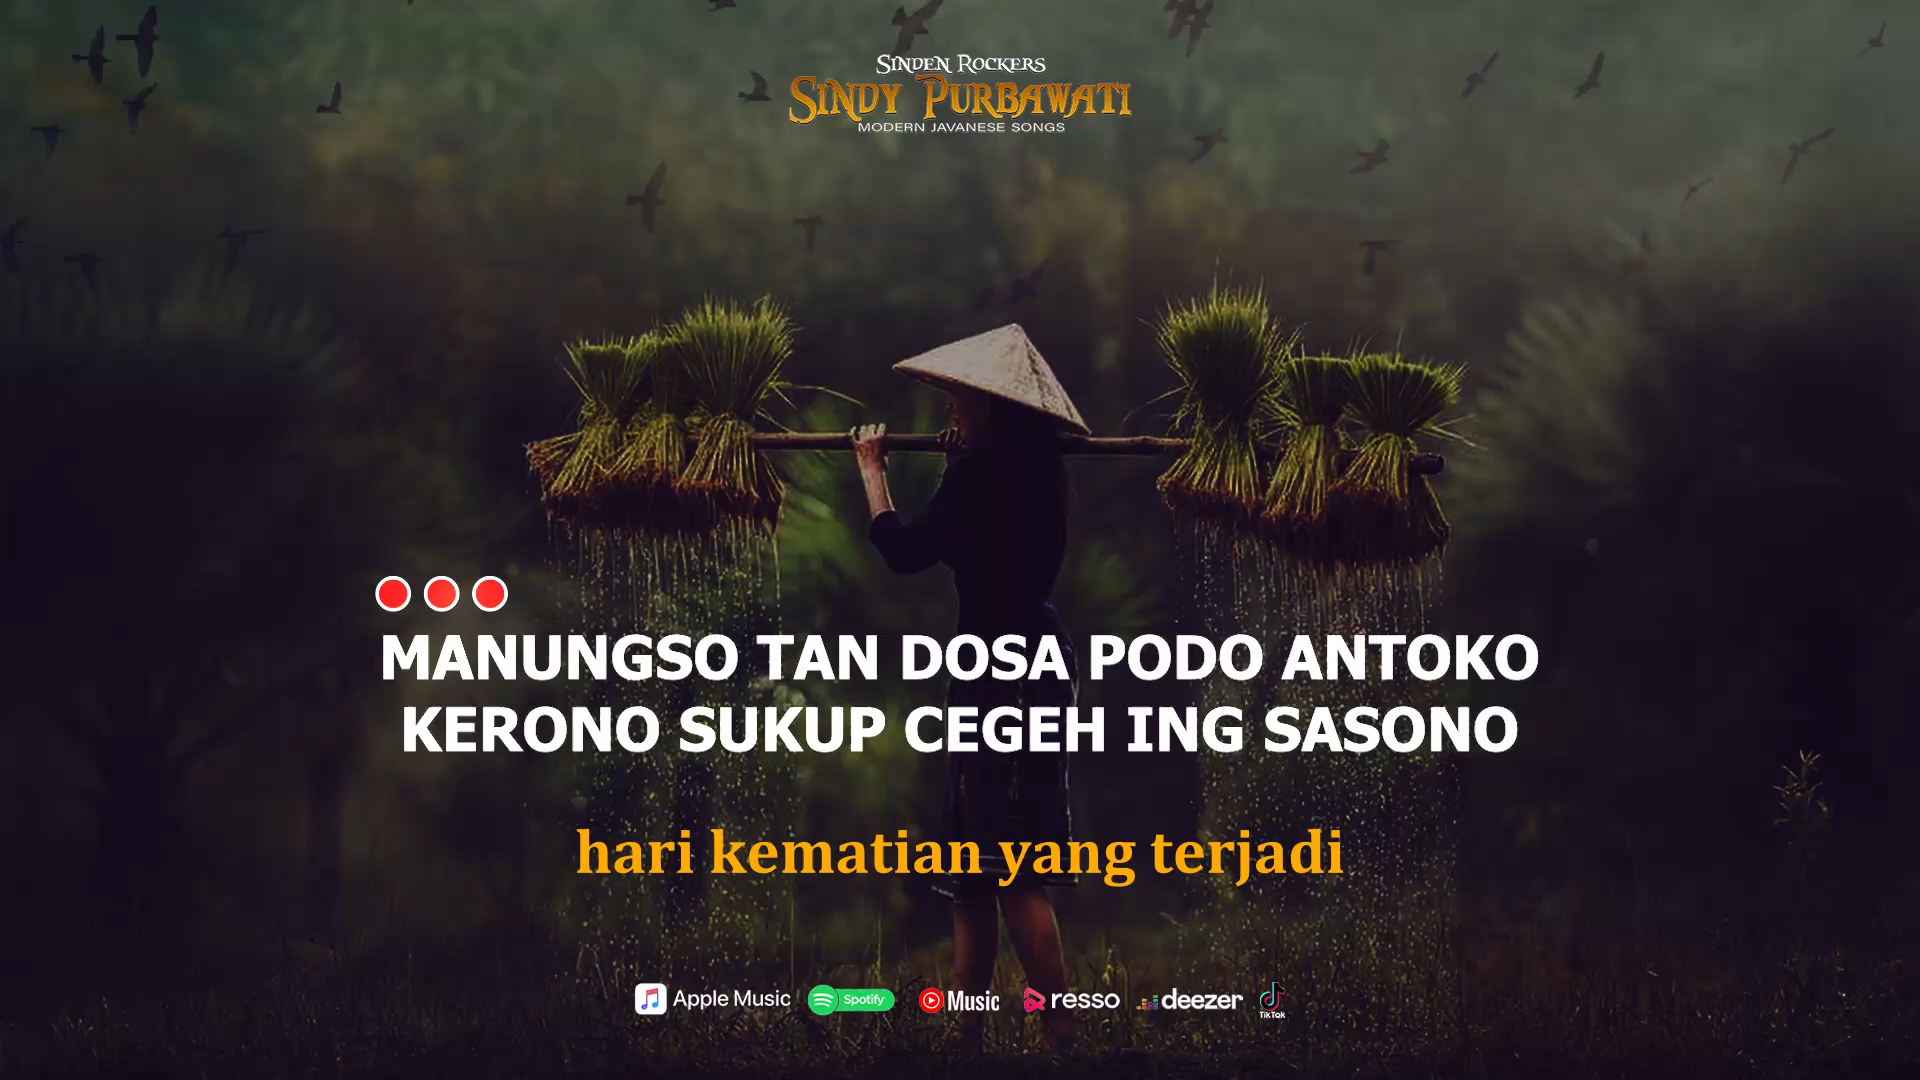 SINDEN ROCKERS
SINDY PURBAWATI
MODERN JAVANESE SONGS
MANUNGSO TAN DOSA PODO ANTOKO
KERONO SUKUP CEGEH ING SASONO
hari kematian yang terjadi
Apple Music Spotify Music resso deezer TikTok